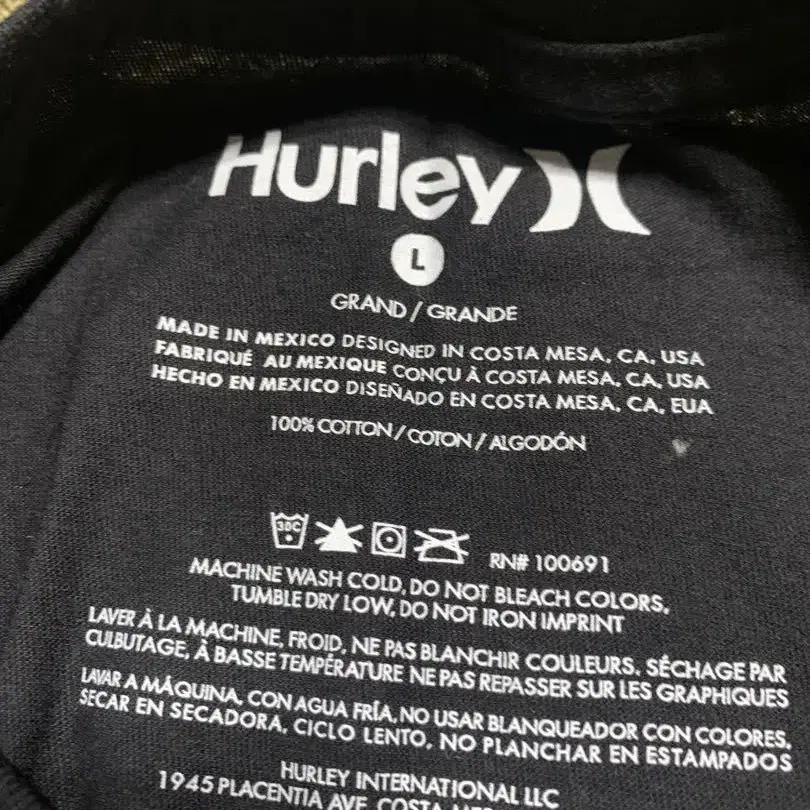 Hurley
L
GRAND / GRANDE
MADE IN MEXICO DESIGNED IN COSTA MESA, CA, USA
FABRIQUÉ AU MEXIQUE CONÇU À COSTA MESA, CA, USA
HECHO EN MEXICO DISEÑADO EN COSTA MESA, CA, EUA
100% COTTON / COTON / ALGODÓN
30C
RN# 100691
MACHINE WASH COLD, DO NOT BLEACH COLORS,
TUMBLE DRY LOW, DO NOT IRON IMPRINT
LAVER À LA MACHINE, FROID, NE PAS BLANCHIR COULEURS, SÉCHAGE PAR
CULBUTAGE, À BASSE TEMPÉRATURE NE PAS REPASSER SUR LES GRAPHIQUES
LAVAR A MÁQUINA, CON AGUA FRÍA, NO USAR BLANQUEADOR CON COLORES,
SECAR EN SECADORA, CICLO LENTO, NO PLANCHAR EN ESTAMPADOS
HURLEY INTERNATIONAL LLC
1945 PLACENTIA AVE, COSTA